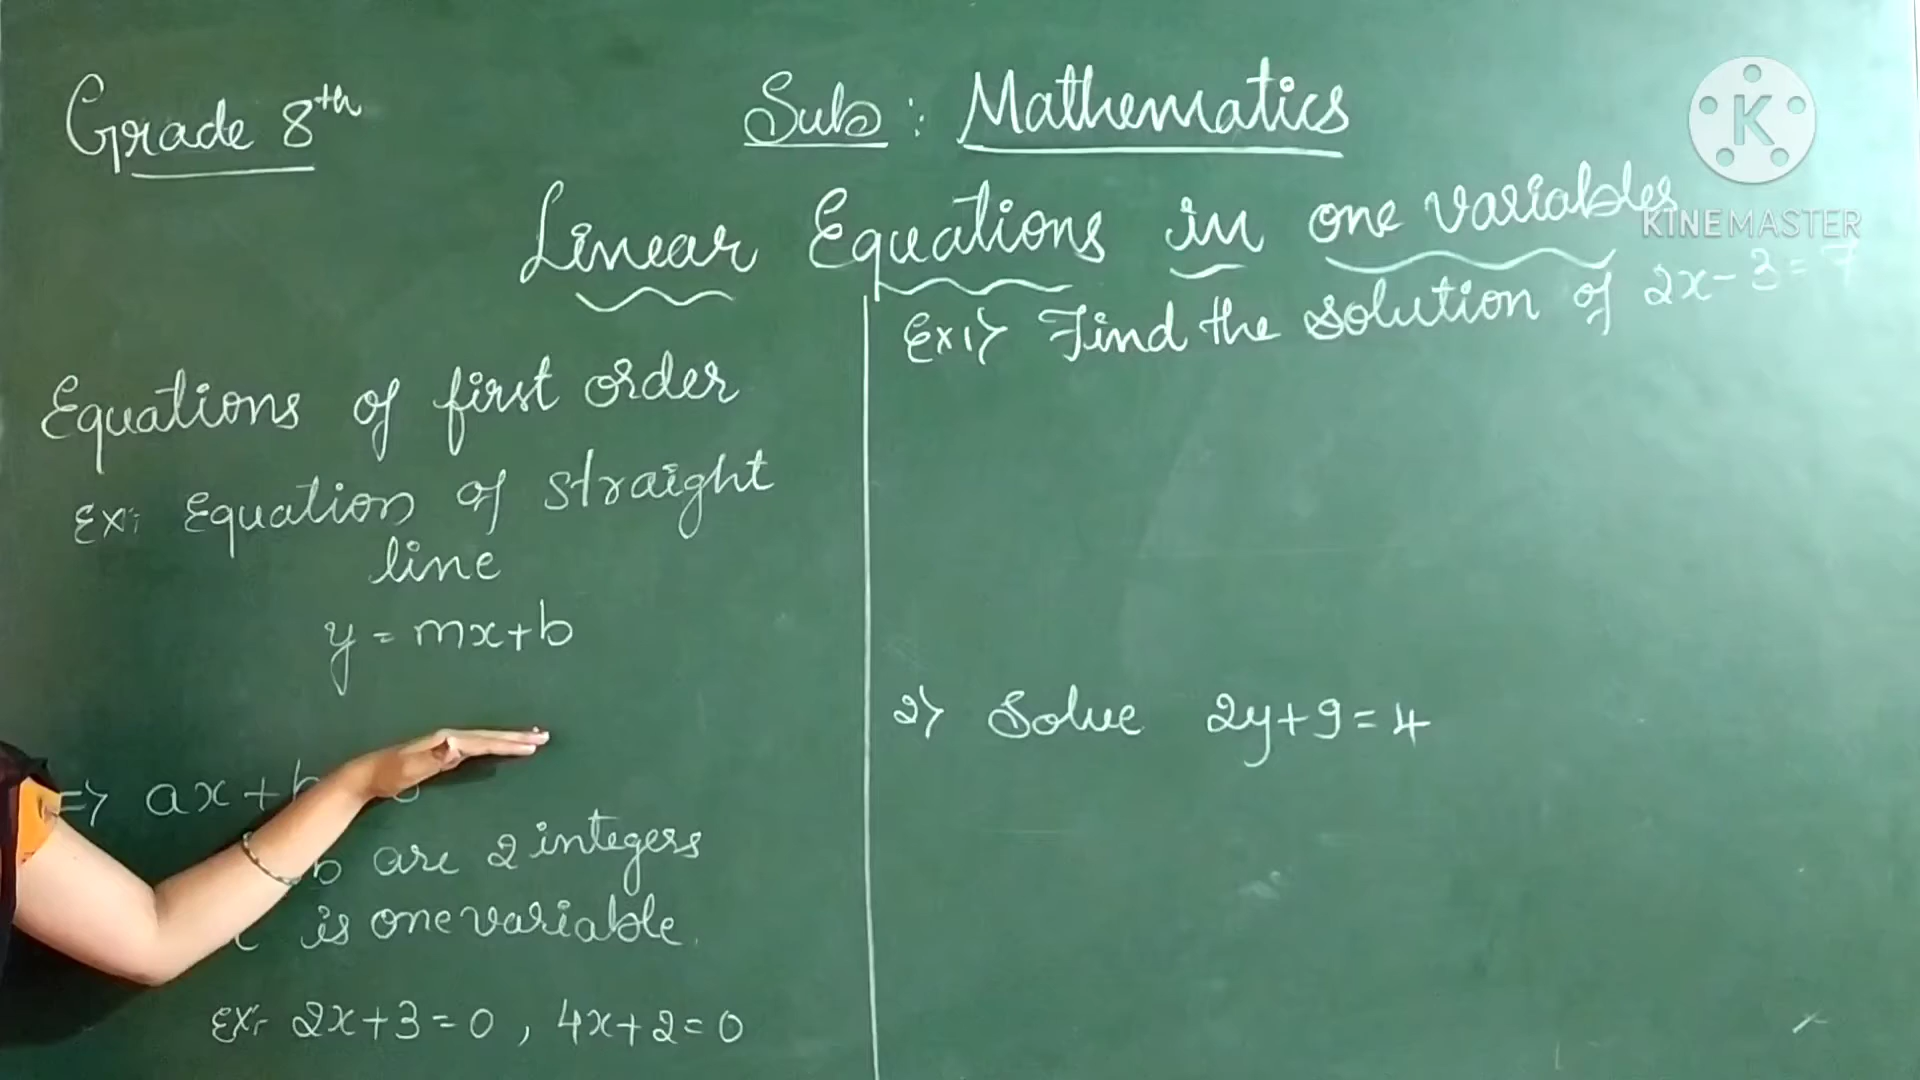 Grade 8th
Sub : Mathematics
K
KINEMASTER
Linear Equations in one variables
Equations of first order
Ex: Equation of straight
line
y = mx+b
=> ax+b
b are 2 integers
is one variable.
Ex:- 2x+3=0, 4x+2=0
Ex1> Find the solution of 2x-3=7
2> Solve 2y+9=4